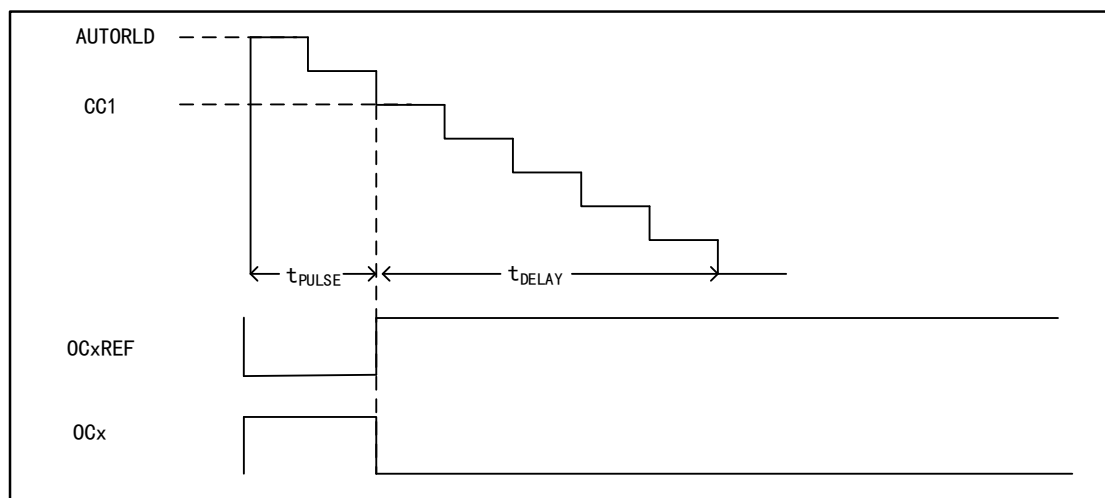 AUTORLD
CC1
tPULSE
tDELAY
OCxREF
OCx